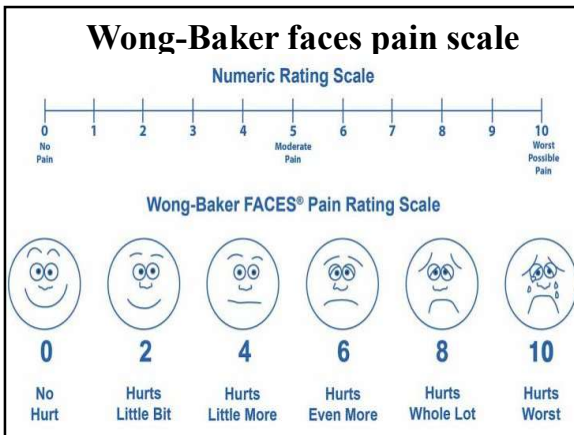 Wong-Baker faces pain scale
Numeric Rating Scale
0 1 2 3 4 5 6 7 8 9 10
No Moderate Worst
Pain Pain Possible
Pain
Wong-Baker FACES® Pain Rating Scale
0 2 4 6 8 10
No Hurts Hurts Hurts Hurts Hurts
Hurt Little Bit Little More Even More Whole Lot Worst